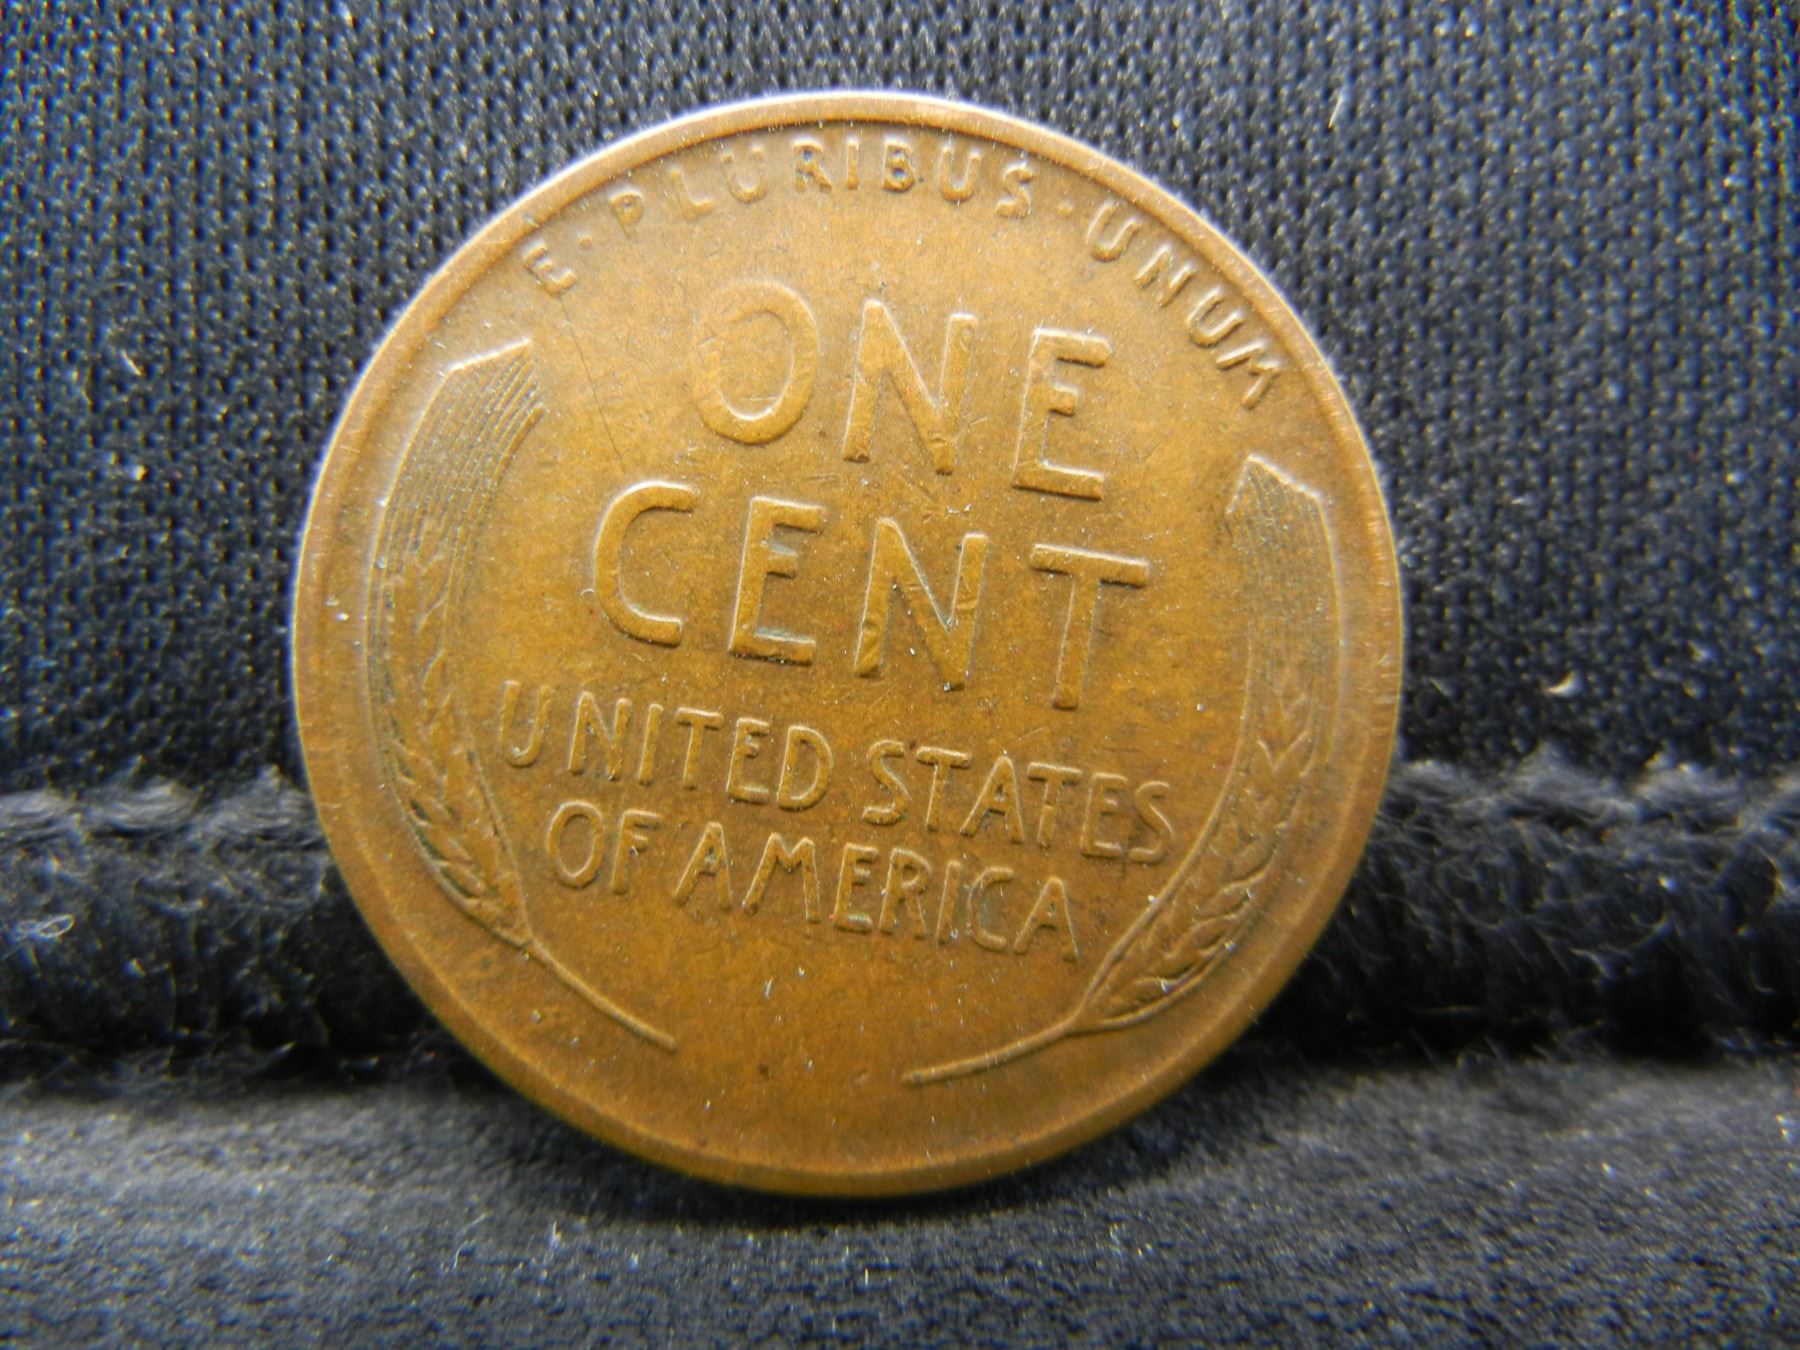 E·PLURIBUS·UNUM
ONE
CENT
UNITED STATES
OF AMERICA